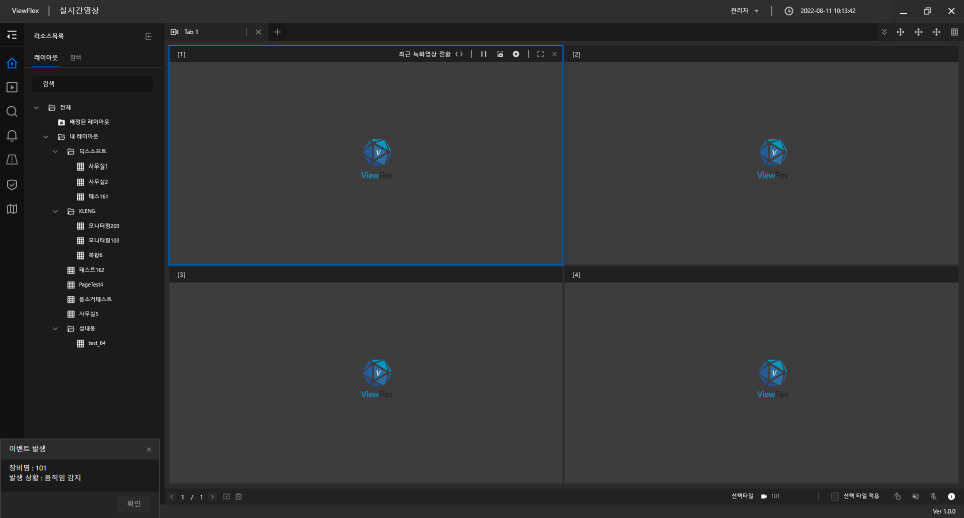 ViewFlex | 실시간영상
관리자
2022-08-11 10:13:42
리소스목록
Tab 1
레이아웃 장비
검색
전체
배정된 레이아웃
내 레이아웃
딕스소프트
사무실1
사무실2
테스161
KLENG
모니터링203
모니터링103
복합6
테스트162
PageTest4
음소거테스트
사무실5
성내동
test_64
[1] 최근 녹화영상 전환
ViewFlex
[2]
ViewFlex
[3]
ViewFlex
[4]
ViewFlex
이벤트 발생
장비명 : 101
발생 상황 : 움직임 감지
확인
1 / 1
선택타일 101
선택 타일 적용
Ver 1.0.0